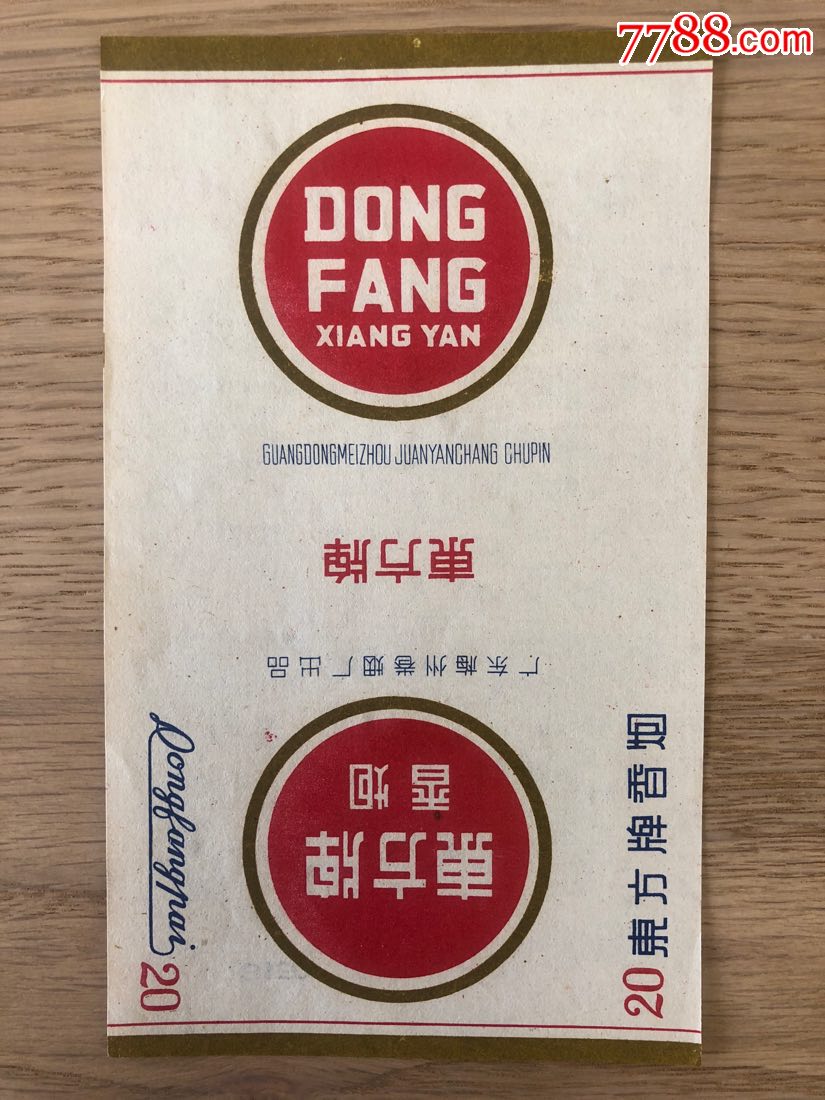 7788.com
DONG
FANG
XIANG YAN
GUANGDONGMEIZHOU JUANYANCHANG CHUPIN
東方牌
广东梅州卷烟厂出品
東方牌
香烟
Dongfangpai
20
20東方牌香烟